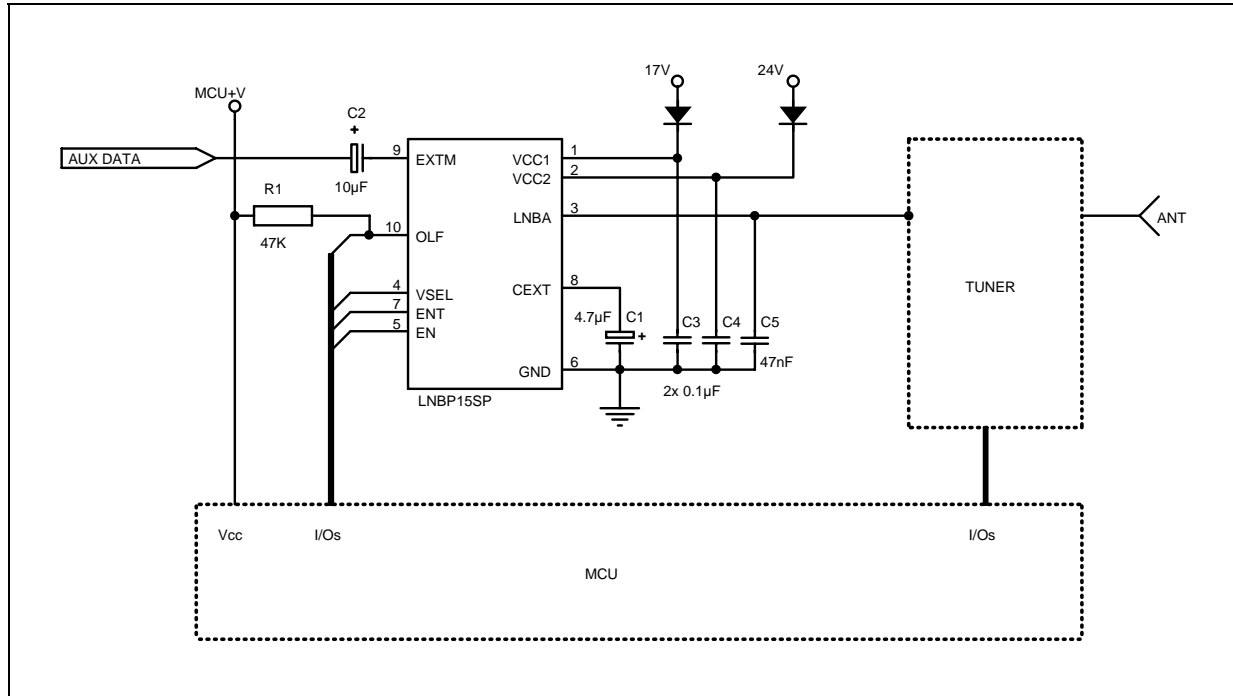 17V
24V
MCU+V
C2
+
AUX DATA
9
EXTM
VCC1
1
10µF
VCC2
2
R1
LNBA
3
ANT
47K
10
OLF
4
VSEL
CEXT
8
TUNER
7
ENT
4.7µF
C1
+
C3
C4
C5
5
EN
GND
6
47nF
2x 0.1µF
LNBP15SP
Vcc
I/Os
I/Os
MCU